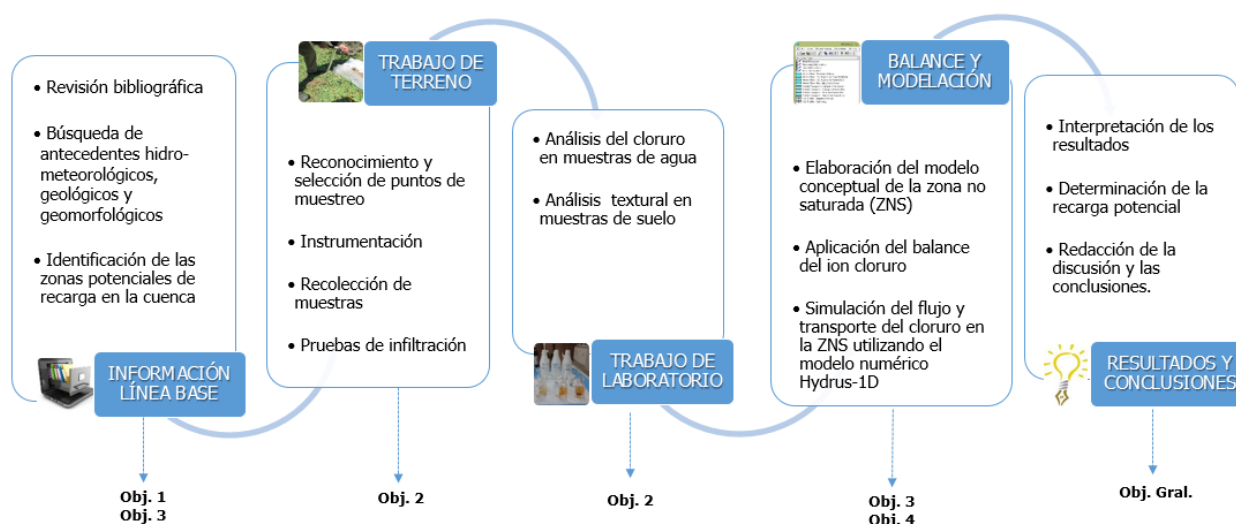 • Revisión bibliográfica
• Búsqueda de
antecedentes hidro-
meteorológicos,
geológicos y
geomorfológicos
• Identificación de las
zonas potenciales de
recarga en la cuenca
INFORMACIÓN
LÍNEA BASE
Obj. 1
Obj. 3
TRABAJO DE
TERRENO
• Reconocimiento y
selección de puntos de
muestreo
• Instrumentación
• Recolección de
muestras
• Pruebas de infiltración
Obj. 2
• Análisis del cloruro
en muestras de agua
• Análisis textural en
muestras de suelo
TRABAJO DE
LABORATORIO
Obj. 2
BALANCE Y
MODELACIÓN
• Elaboración del modelo
conceptual de la zona no
saturada (ZNS)
• Aplicación del balance
del ion cloruro
• Simulación del flujo y
transporte del cloruro en
la ZNS utilizando el
modelo numérico
Hydrus-1D
Obj. 3
Obj. 4
• Interpretación de los
resultados
• Determinación de la
recarga potencial
• Redacción de la
discusión y las
conclusiones.
RESULTADOS Y
CONCLUSIONES
Obj. Gral.